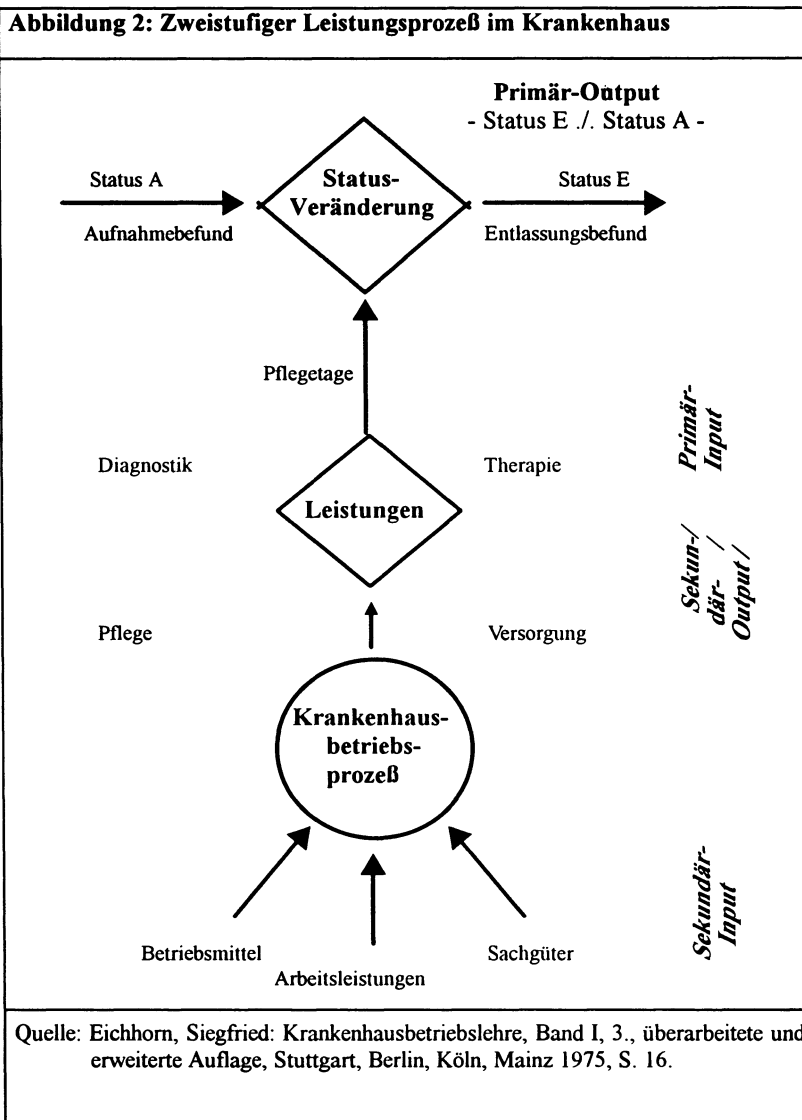 Abbildung 2: Zweistufiger Leistungsprozeß im Krankenhaus
Primär-Output
- Status E ./. Status A -
Status A
Status-
Veränderung
Status E
Aufnahmebefund
Entlassungsbefund
Pflegetage
Primär-
Input
Diagnostik
Therapie
Leistungen
Sekun-/
där- /
Output /
Pflege
Versorgung
Krankenhaus-
betriebs-
prozeß
Sekundär-
Input
Betriebsmittel
Arbeitsleistungen
Sachgüter
Quelle: Eichhorn, Siegfried: Krankenhausbetriebslehre, Band I, 3., überarbeitete und
erweiterte Auflage, Stuttgart, Berlin, Köln, Mainz 1975, S. 16.